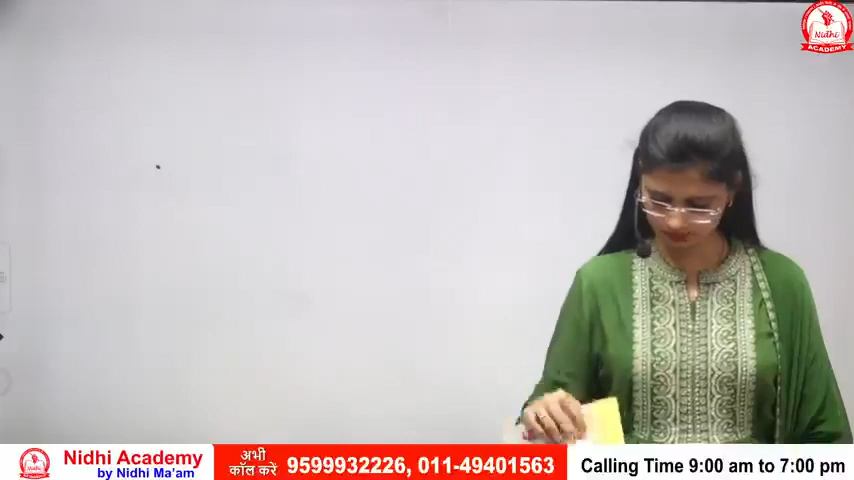 Nidhi
ACADEMY
Nidhi Academy
by Nidhi Ma'am
अभी
कॉल करें
9599932226, 011-49401563
Calling Time 9:00 am to 7:00 pm